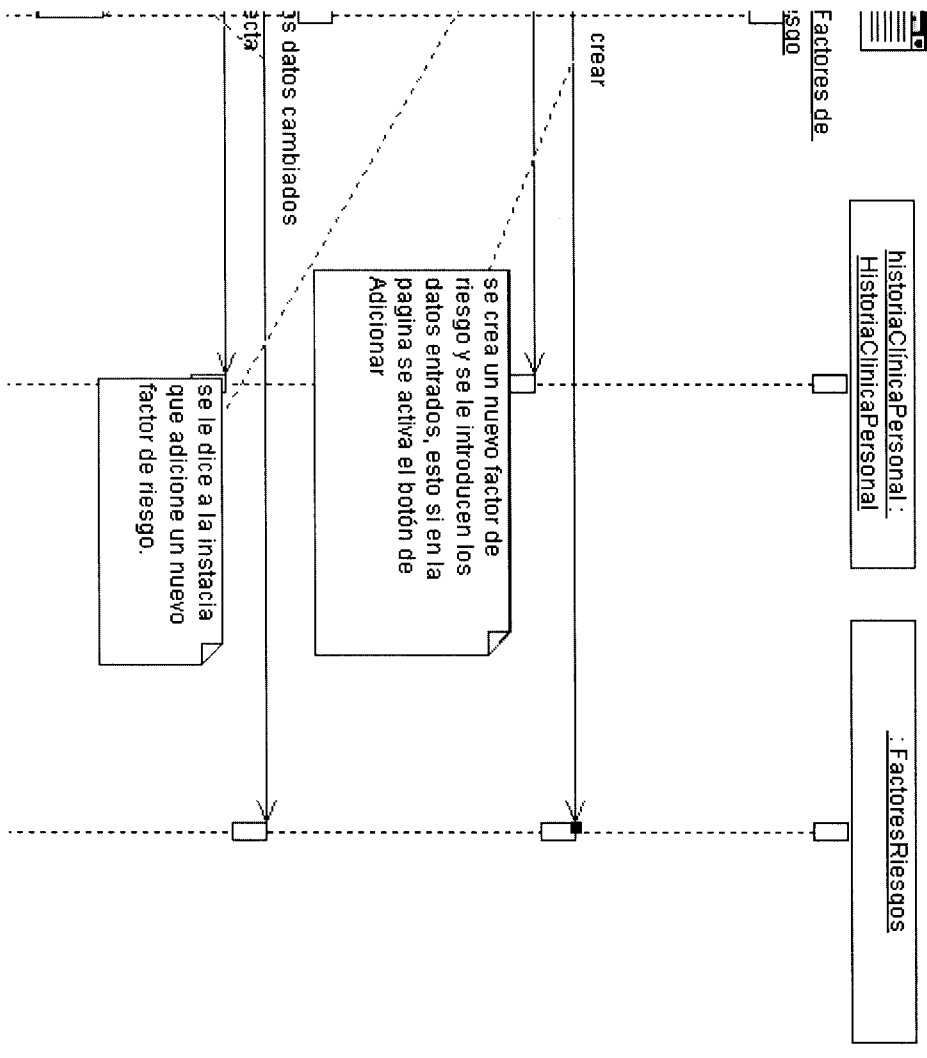 Factores de
historiaClínicaPersonal :
HistoriaClinicaPersonal
: FactoresRiesgos
crear
se crea un nuevo factor de
riesgo y se le introducen los
datos entrados, esto si en la
pagina se activa el botón de
Adicionar
datos cambiados
se le dice a la instacia
que adicione un nuevo
factor de riesgo.